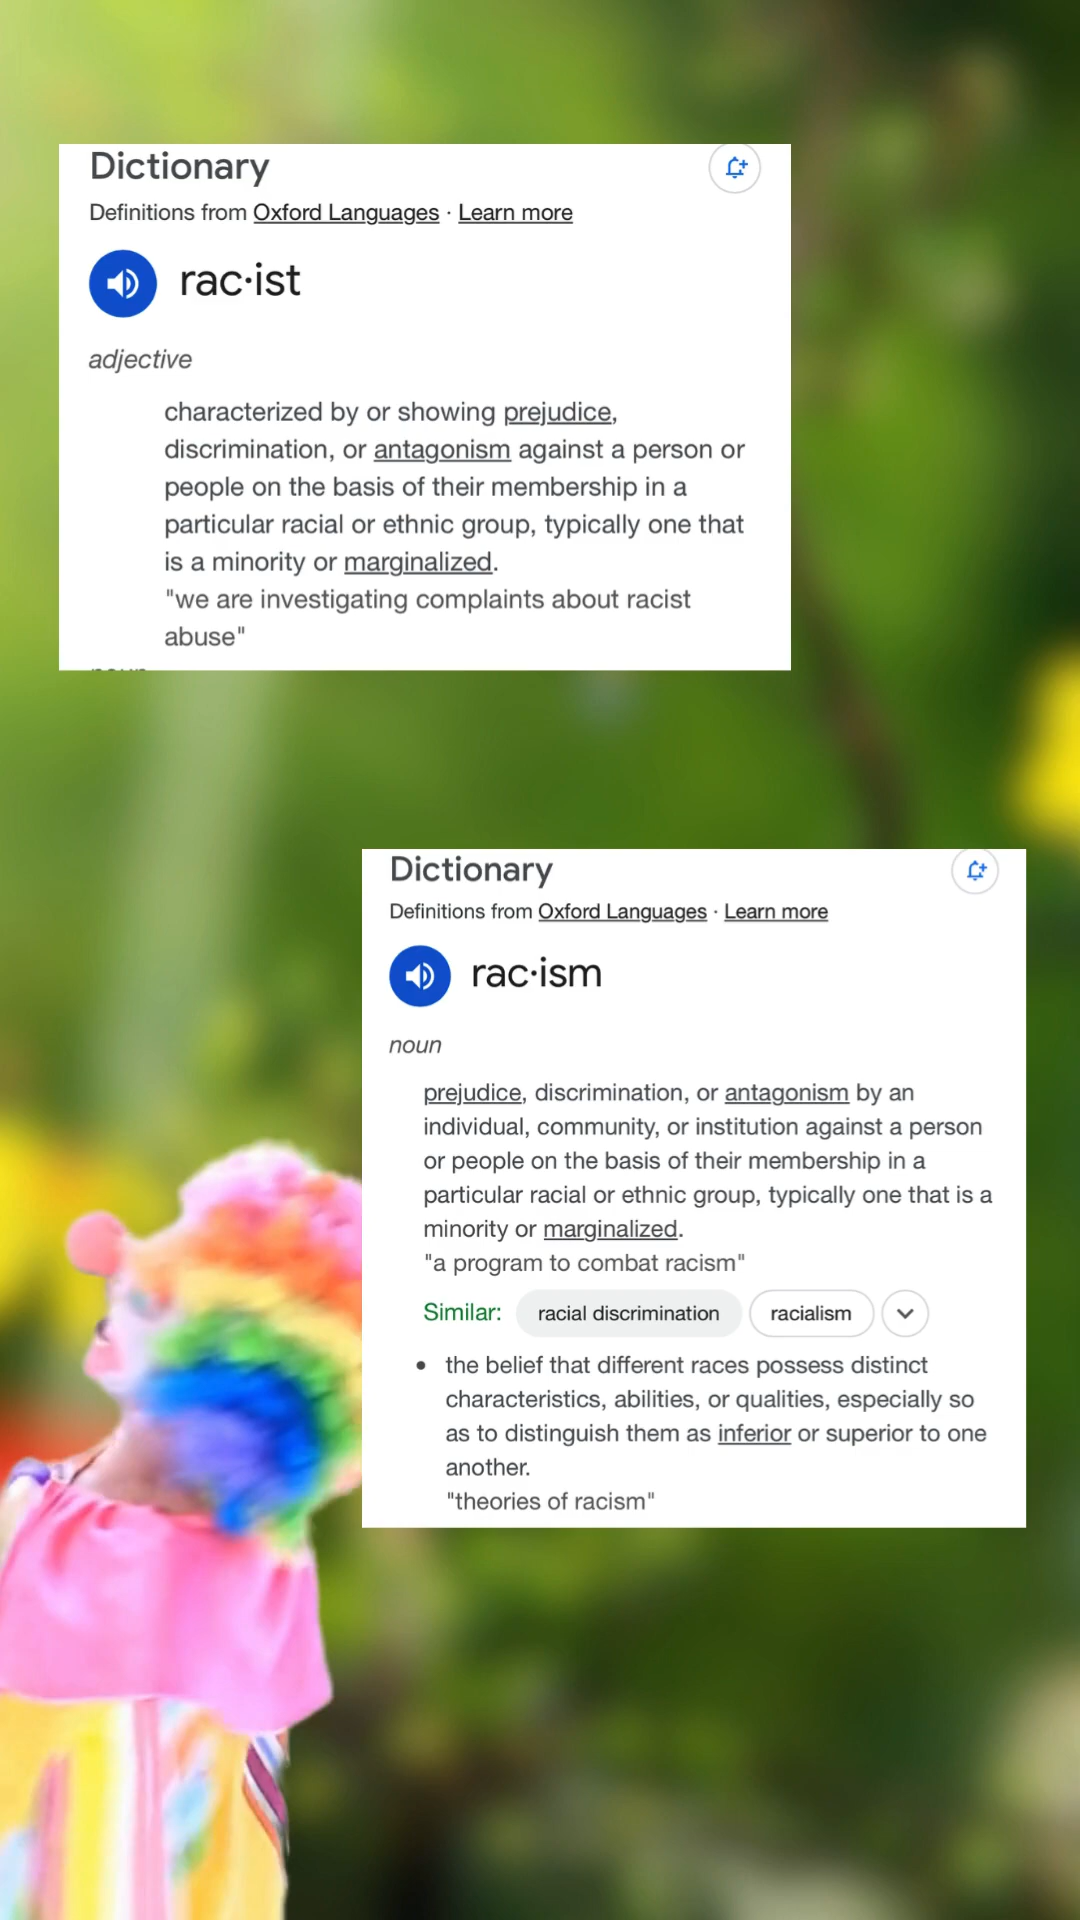 Dictionary
Definitions from Oxford Languages · Learn more
rac·ist
adjective
characterized by or showing prejudice,
discrimination, or antagonism against a person or
people on the basis of their membership in a
particular racial or ethnic group, typically one that
is a minority or marginalized.
"we are investigating complaints about racist
abuse"
Dictionary
Definitions from Oxford Languages · Learn more
rac·ism
noun
prejudice, discrimination, or antagonism by an
individual, community, or institution against a person
or people on the basis of their membership in a
particular racial or ethnic group, typically one that is a
minority or marginalized.
"a program to combat racism"
Similar: racial discrimination racialism
• the belief that different races possess distinct
characteristics, abilities, or qualities, especially so
as to distinguish them as inferior or superior to one
another.
"theories of racism"